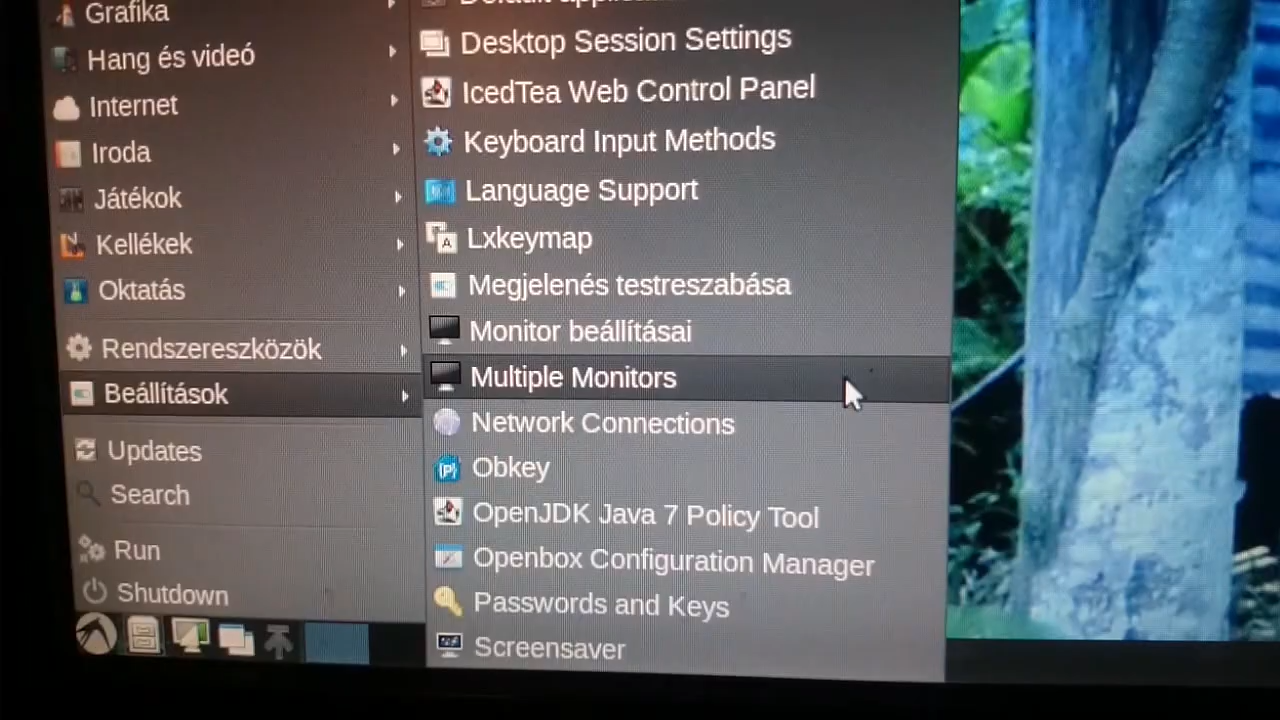 Grafika
Hang és videó
Internet
Iroda
Játékok
Kellékek
Oktatás
Rendszereszközök
Beállítások
Updates
Search
Run
Shutdown
Default
Desktop Session Settings
IcedTea Web Control Panel
Keyboard Input Methods
Language Support
Lxkeymap
Megjelenés testreszabása
Monitor beállításai
Multiple Monitors
Network Connections
Obkey
OpenJDK Java 7 Policy Tool
Openbox Configuration Manager
Passwords and Keys
Screensaver